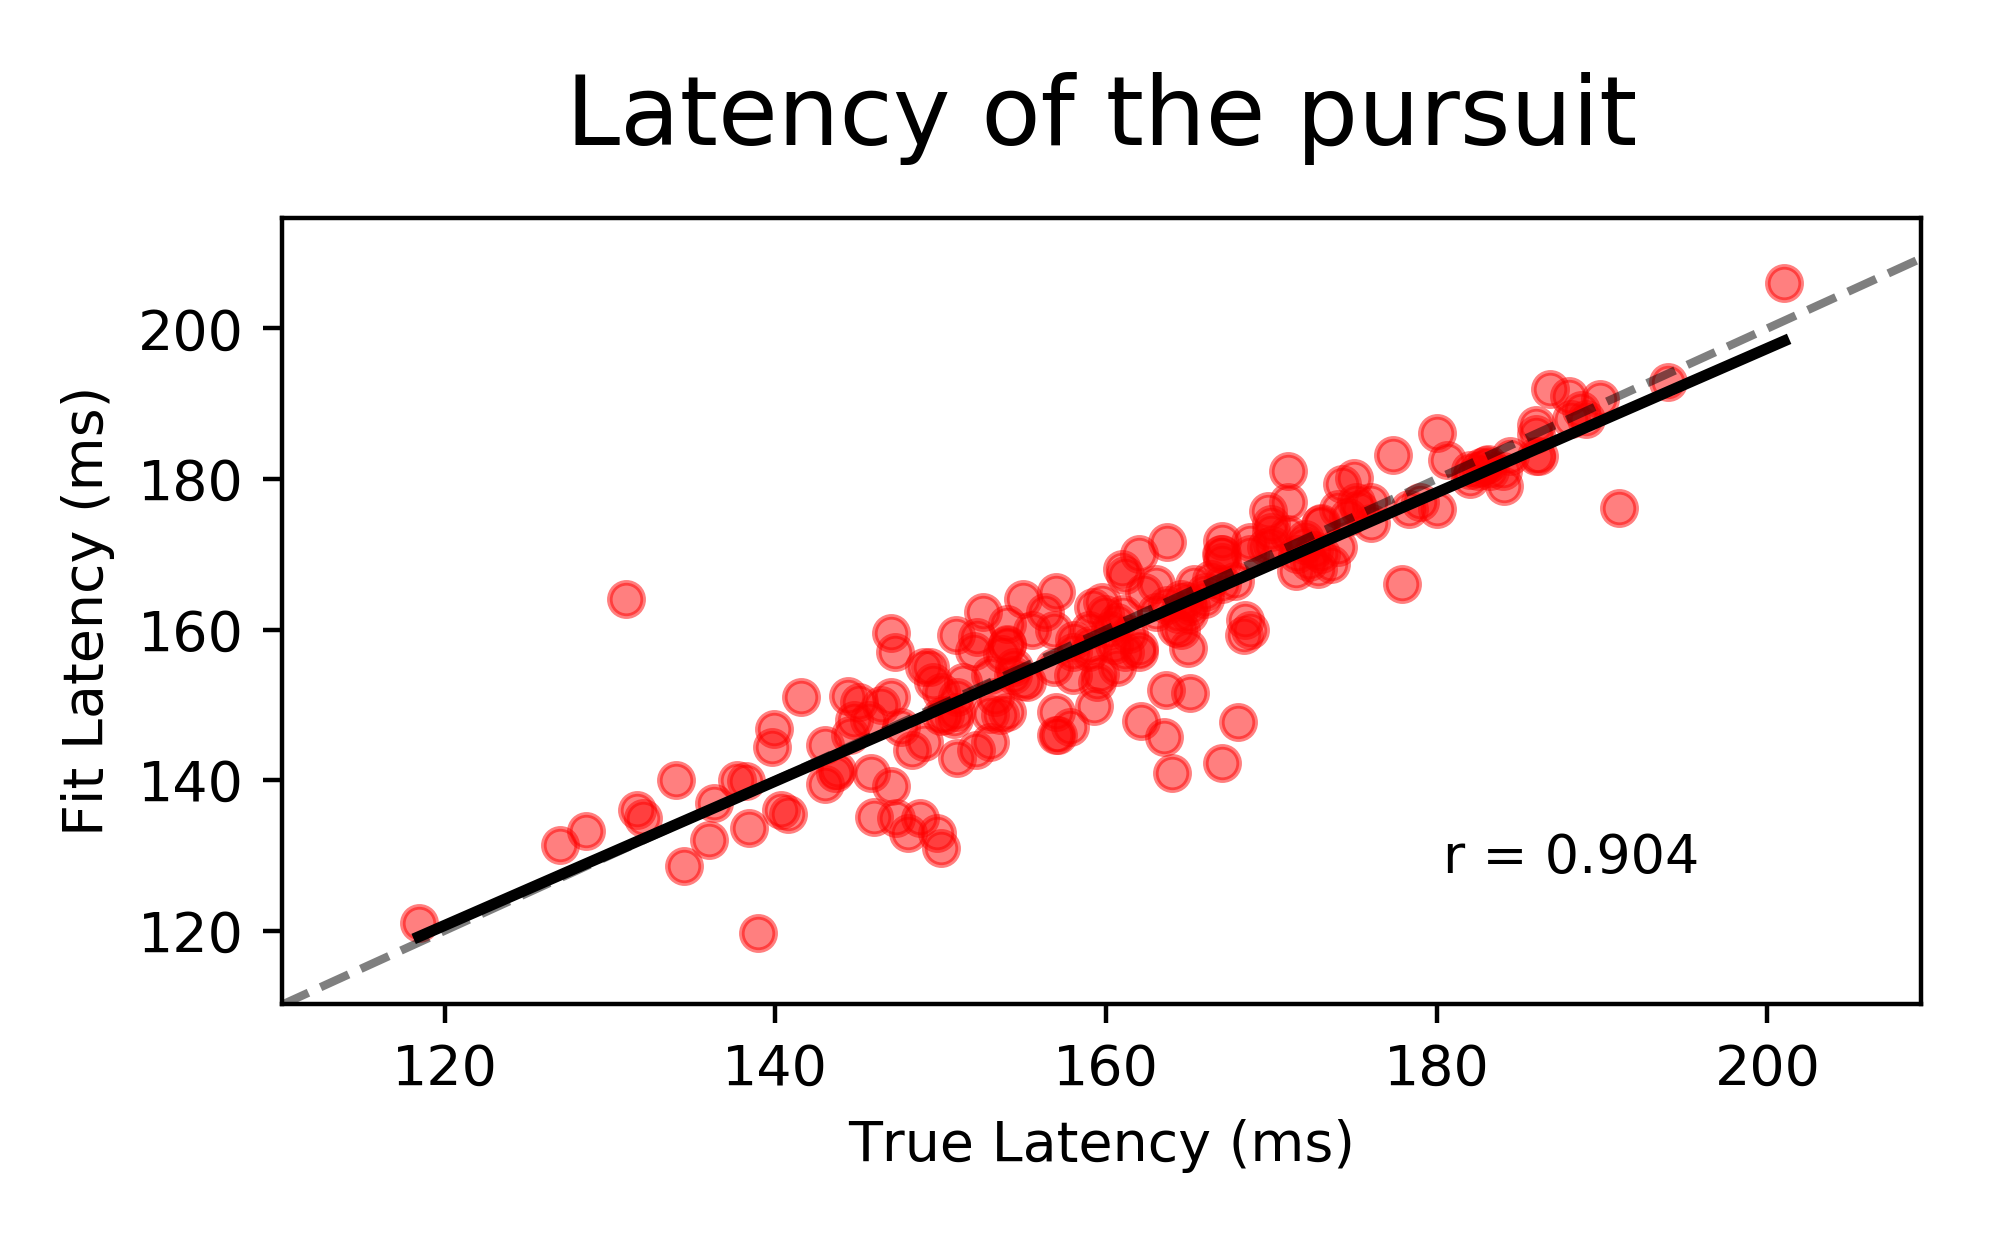 Latency of the pursuit
200
180
160
140
120
Fit Latency (ms)
r = 0.904
120 140 160 180 200
True Latency (ms)